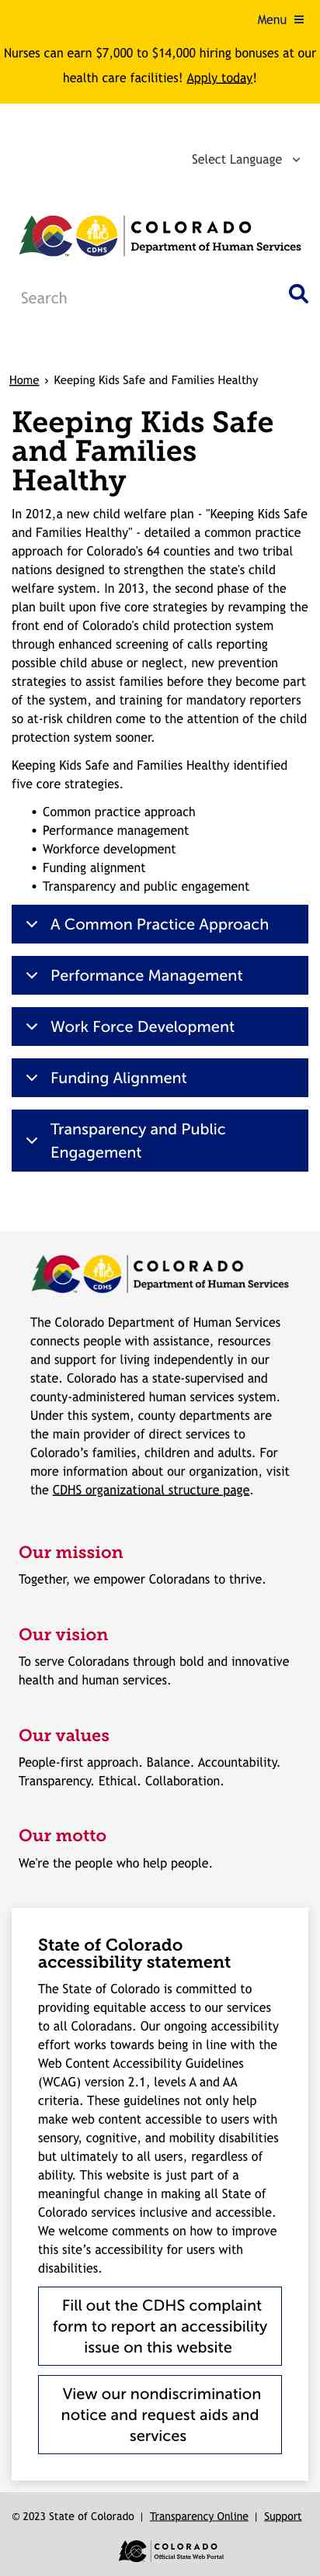 Menu
Nurses can earn $7,000 to $14,000 hiring bonuses at our
health care facilities! Apply today!
Select Language
CDHS COLORADO
Department of Human Services
Search
Home › Keeping Kids Safe and Families Healthy
Keeping Kids Safe
and Families
Healthy
In 2012,a new child welfare plan - "Keeping Kids Safe
and Families Healthy" - detailed a common practice
approach for Colorado's 64 counties and two tribal
nations designed to strengthen the state's child
welfare system. In 2013, the second phase of the
plan built upon five core strategies by revamping the
front end of Colorado's child protection system
through enhanced screening of calls reporting
possible child abuse or neglect, new prevention
strategies to assist families before they become part
of the system, and training for mandatory reporters
so at-risk children come to the attention of the child
protection system sooner.
Keeping Kids Safe and Families Healthy identified
five core strategies.
• Common practice approach
• Performance management
• Workforce development
• Funding alignment
• Transparency and public engagement
A Common Practice Approach
Performance Management
Work Force Development
Funding Alignment
Transparency and Public
Engagement
CDHS COLORADO
Department of Human Services
The Colorado Department of Human Services
connects people with assistance, resources
and support for living independently in our
state. Colorado has a state-supervised and
county-administered human services system.
Under this system, county departments are
the main provider of direct services to
Colorado’s families, children and adults. For
more information about our organization, visit
the CDHS organizational structure page.
Our mission
Together, we empower Coloradans to thrive.
Our vision
To serve Coloradans through bold and innovative
health and human services.
Our values
People-first approach. Balance. Accountability.
Transparency. Ethical. Collaboration.
Our motto
We're the people who help people.
State of Colorado
accessibility statement
The State of Colorado is committed to
providing equitable access to our services
to all Coloradans. Our ongoing accessibility
effort works towards being in line with the
Web Content Accessibility Guidelines
(WCAG) version 2.1, levels A and AA
criteria. These guidelines not only help
make web content accessible to users with
sensory, cognitive, and mobility disabilities
but ultimately to all users, regardless of
ability. This website is just part of a
meaningful change in making all State of
Colorado services inclusive and accessible.
We welcome comments on how to improve
this site’s accessibility for users with
disabilities.
Fill out the CDHS complaint
form to report an accessibility
issue on this website
View our nondiscrimination
notice and request aids and
services
© 2023 State of Colorado | Transparency Online | Support
COLORADO
Official State Web Portal